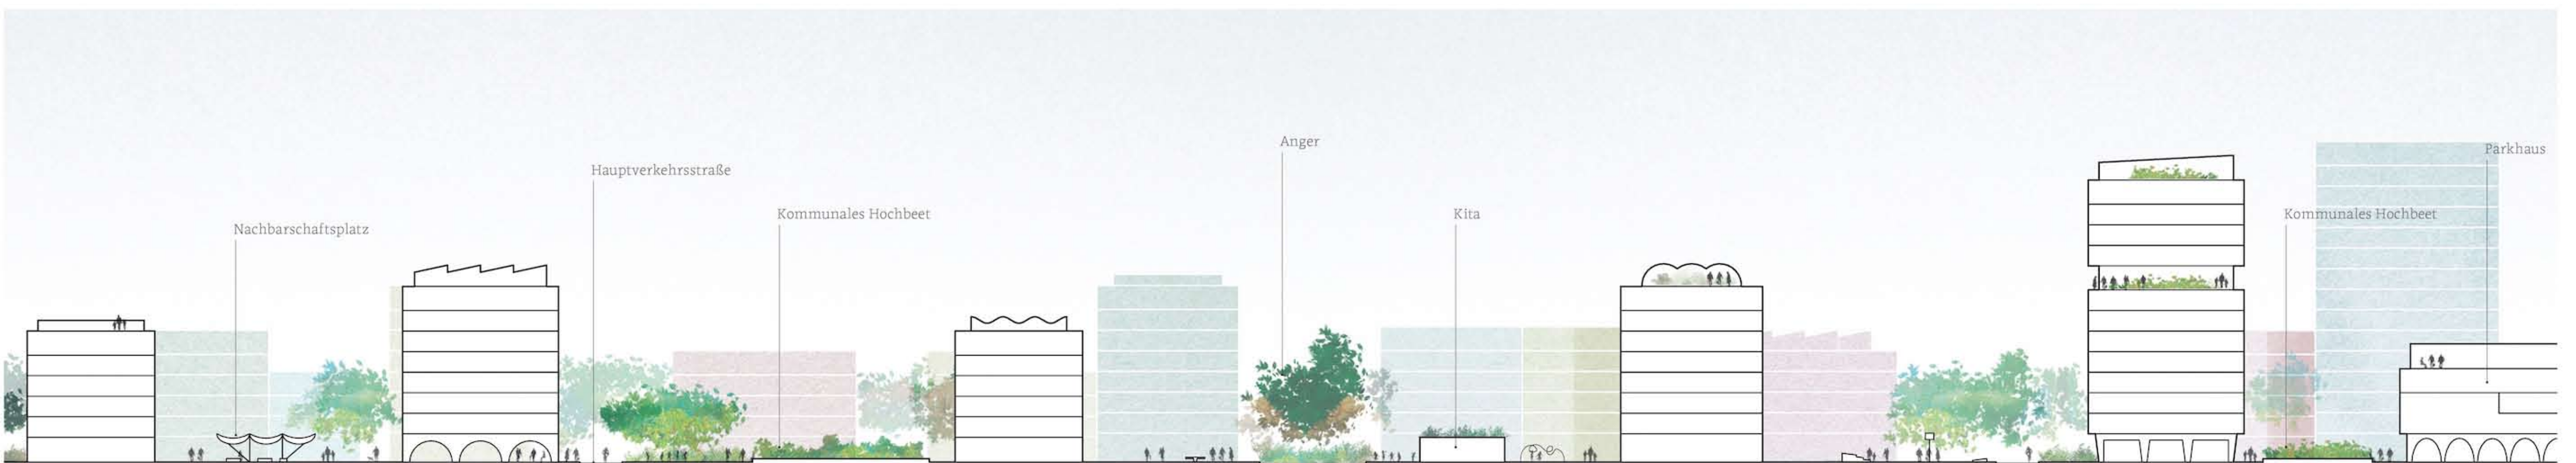 Nachbarschaftsplatz
Hauptverkehrsstraße
Kommunales Hochbeet
Anger
Kita
Kommunales Hochbeet
Parkhaus